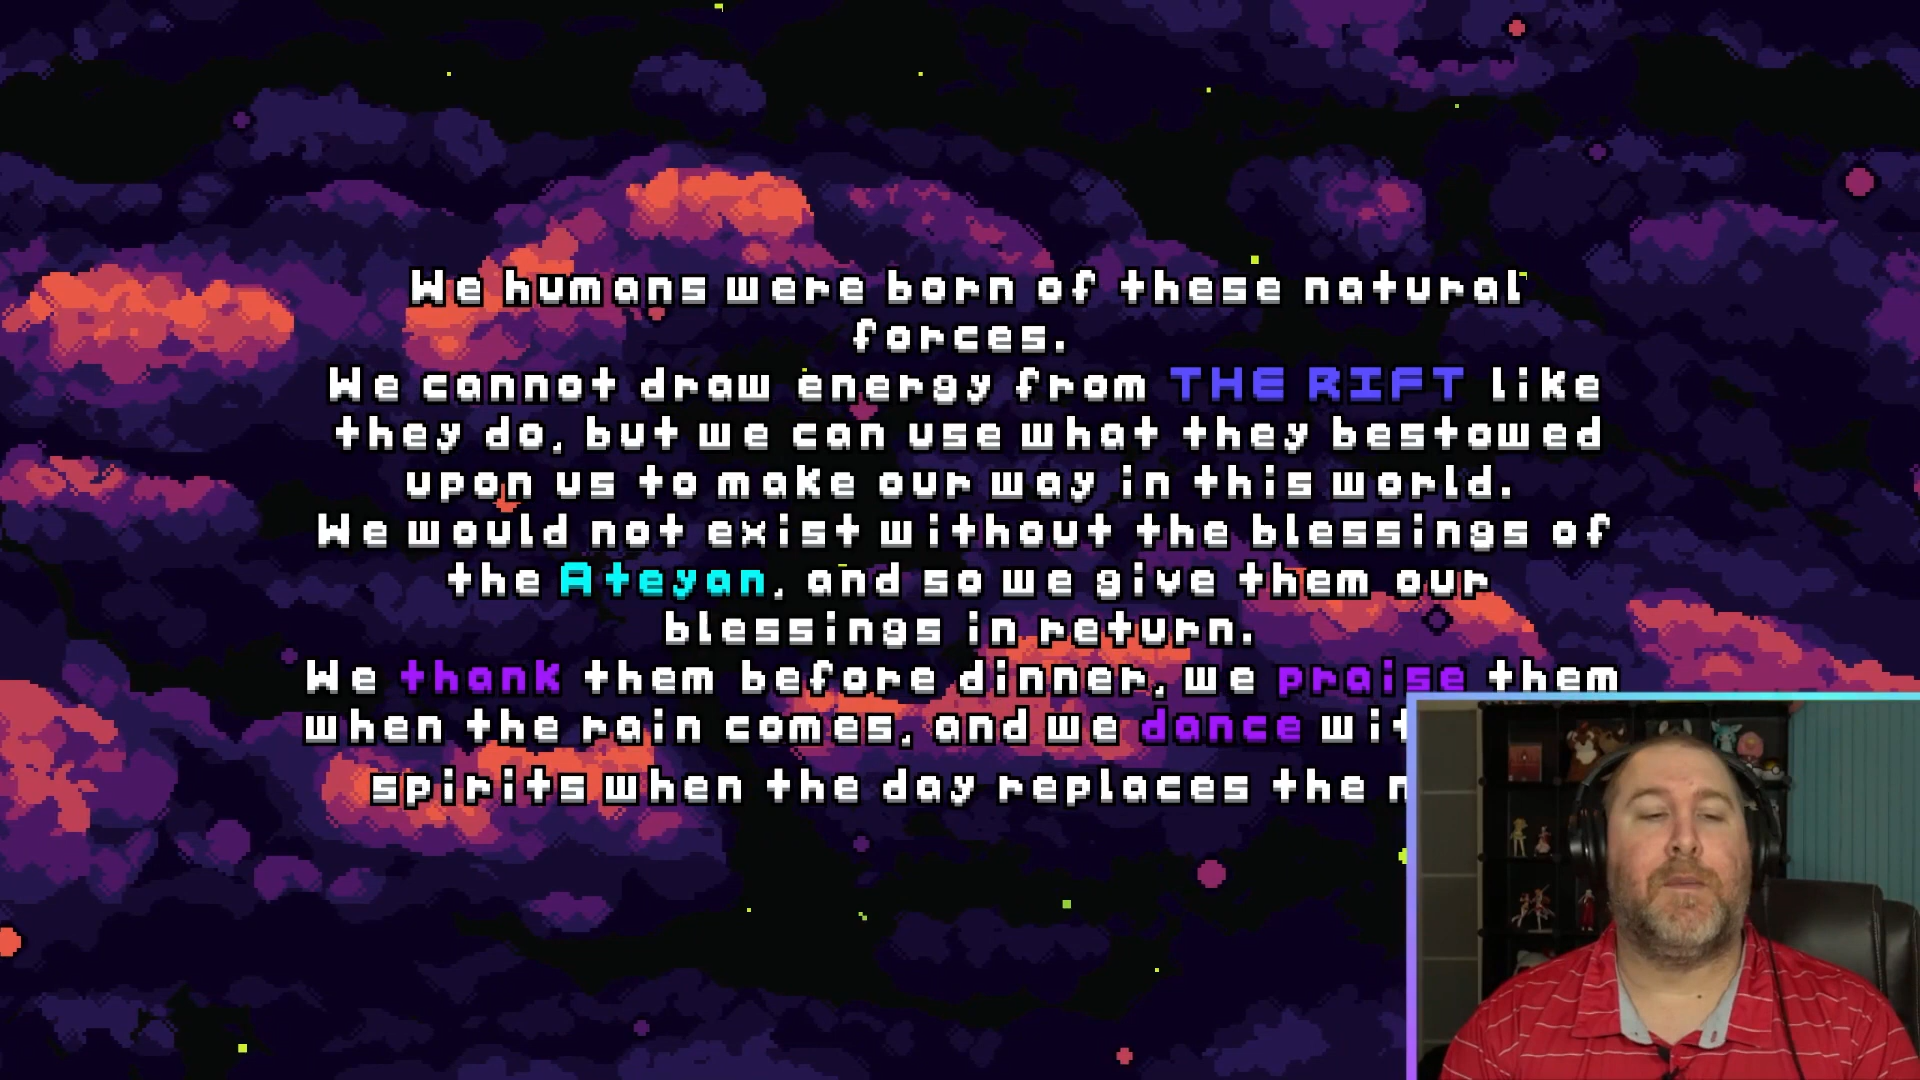 We humans were born of these natural
forces.
We cannot draw energy from THE RIFT like
they do, but we can use what they bestowed
upon us to make our way in this world.
We would not exist without the blessings of
the Ateyan, and so we give them our
blessings in return.
We thank them before dinner, we praise them
when the rain comes, and we dance
spirits when the day replaces the